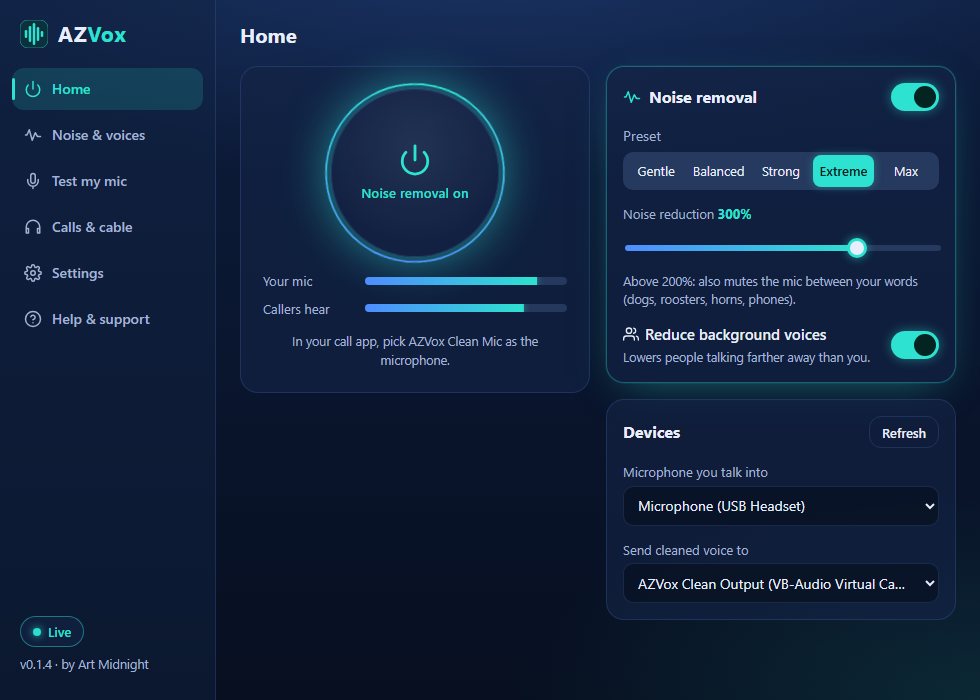 AZVox
Home
Noise & voices
Test my mic
Calls & cable
Settings
Help & support
Live
v0.1.4 · by Art Midnight
Home
Noise removal on
Your mic
Callers hear
In your call app, pick AZVox Clean Mic as the
microphone.
Noise removal
Preset
Gentle Balanced Strong Extreme Max
Noise reduction 300%
Above 200%: also mutes the mic between your words
(dogs, roosters, horns, phones).
Reduce background voices
Lowers people talking farther away than you.
Devices
Refresh
Microphone you talk into
Microphone (USB Headset)
Send cleaned voice to
AZVox Clean Output (VB-Audio Virtual Ca...